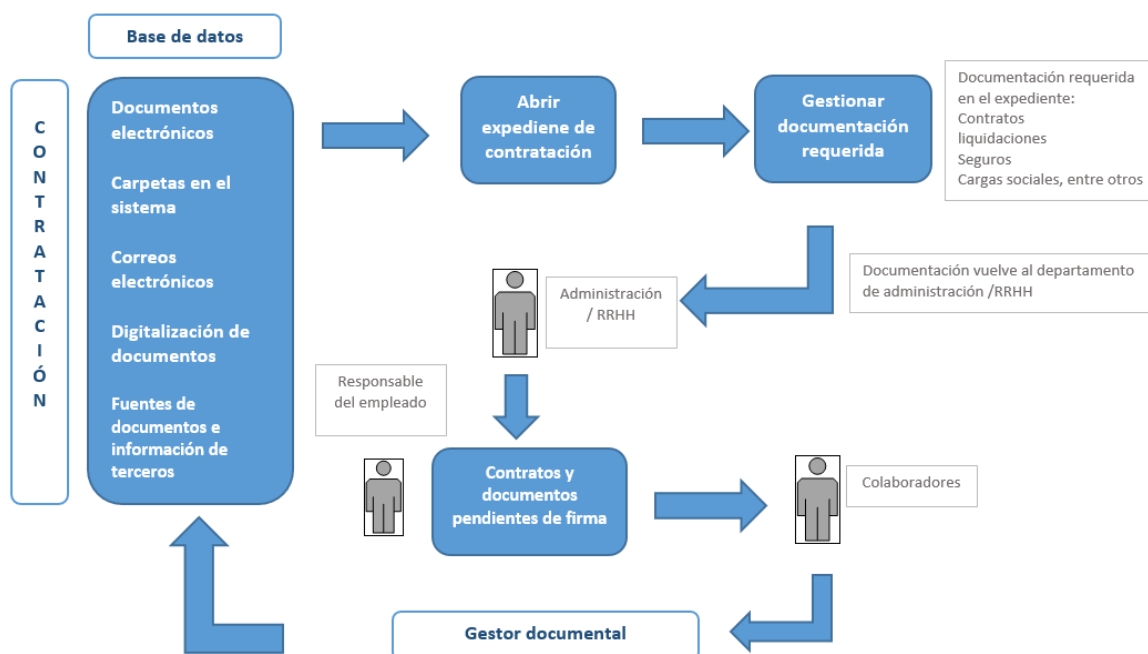 Base de datos
CONTRATACIÓN
Documentos
electrónicos
Carpetas en el
sistema
Correos
electrónicos
Digitalización de
documentos
Fuentes de
documentos e
información de
terceros
Abrir
expediene de
contratación
Gestionar
documentación
requerida
Documentación requerida
en el expediente:
Contratos
liquidaciones
Seguros
Cargas sociales, entre otros
Documentación vuelve al departamento
de administración /RRHH
Administración
/ RRHH
Responsable
del empleado
Contratos y
documentos
pendientes de firma
Colaboradores
Gestor documental